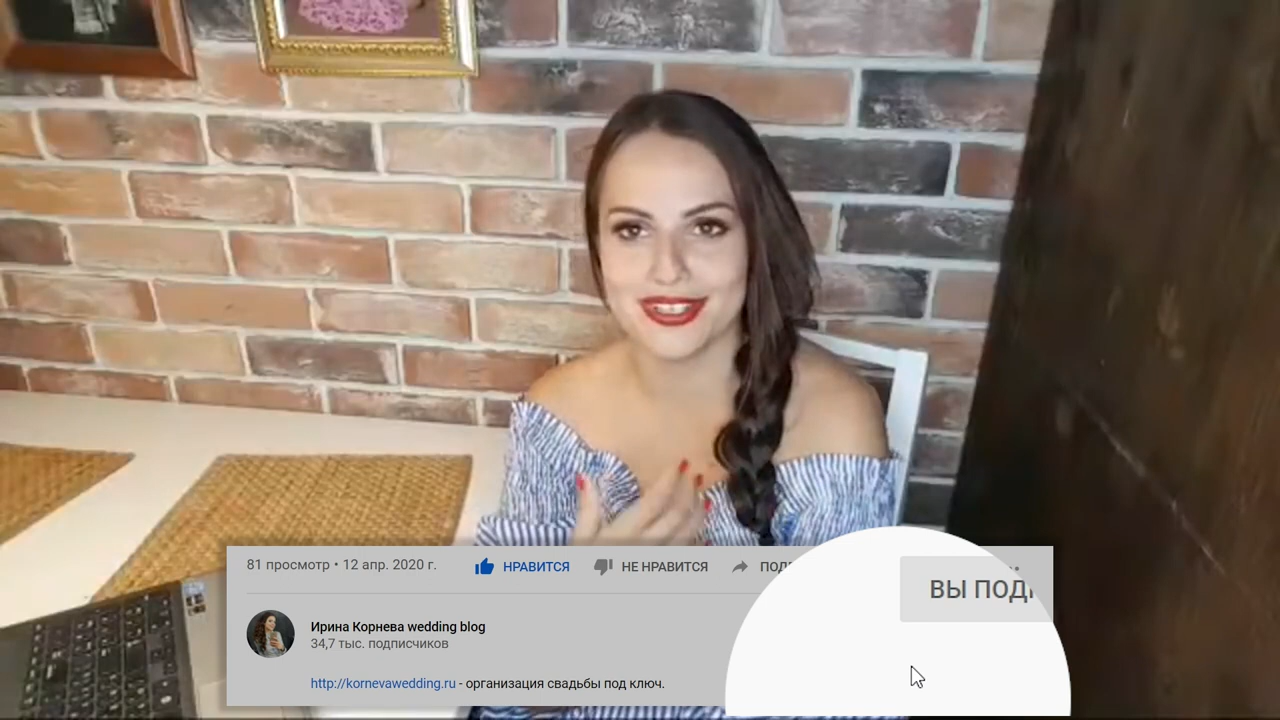 81 просмотр • 12 апр. 2020 г.
НРАВИТСЯ
НЕ НРАВИТСЯ
Ирина Корнева wedding blog
34,7 тыс. подписчиков
http://kornevawedding.ru - организация свадьбы под ключ.